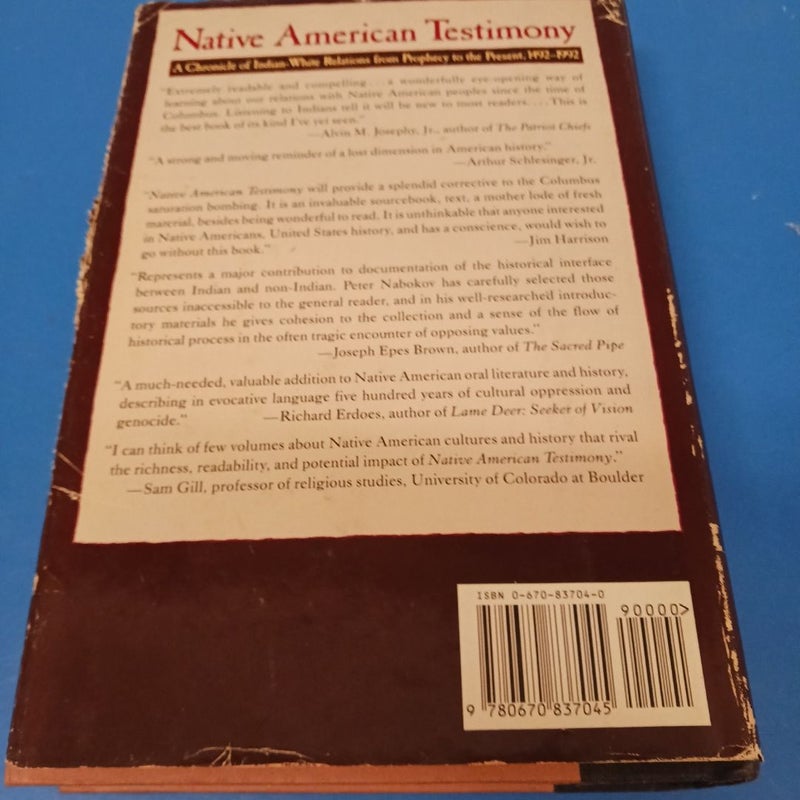 Native American Testimony
A Chronicle of Indian-White Relations from Prophecy to the Present, 1492-1992
"Extremely readable and compelling . . . a wonderfully eye-opening way of
learning about our relations with Native American peoples since the time of
Columbus. Listening to Indians tell it will be new to most readers. . . . This is
the best book of its kind I've yet seen."
—Alvin M. Josephy, Jr., author of The Patriot Chiefs
"A strong and moving reminder of a lost dimension in American history."
—Arthur Schlesinger, Jr.
"Native American Testimony will provide a splendid corrective to the Columbus
saturation bombing. It is an invaluable sourcebook, text, a mother lode of fresh
material, besides being wonderful to read. It is unthinkable that anyone interested
in Native Americans, United States history, and has a conscience, would wish to
go without this book."
—Jim Harrison
"Represents a major contribution to documentation of the historical interface
between Indian and non-Indian. Peter Nabokov has carefully selected those
sources inaccessible to the general reader, and in his well-researched introduc-
tory materials he gives cohesion to the collection and a sense of the flow of
historical process in the often tragic encounter of opposing values."
—Joseph Epes Brown, author of The Sacred Pipe
"A much-needed, valuable addition to Native American oral literature and history,
describing in evocative language five hundred years of cultural oppression and
genocide." —Richard Erdoes, author of Lame Deer: Seeker of Vision
"I can think of few volumes about Native American cultures and history that rival
the richness, readability, and potential impact of Native American Testimony."
—Sam Gill, professor of religious studies, University of Colorado at Boulder
ISBN 0-670-83704-0
90000>
9 780670 837045